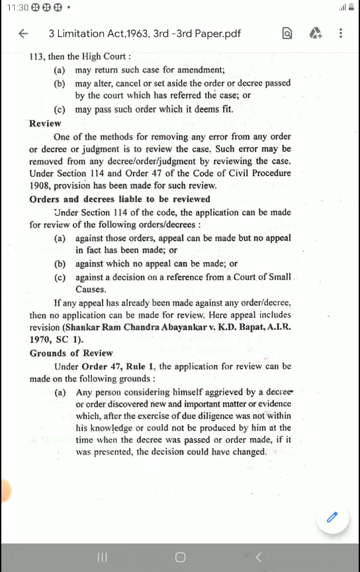 11:30
3 Limitation Act,1963, 3rd -3rd Paper.pdf
113, then the High Court :
(a) may return such case for amendment;
(b) may alter, cancel or set aside the order or decree passed
by the court which has referred the case; or
(c) may pass such order which it deems fit.
Review
One of the methods for removing any error from any order
or decree or judgment is to review the case. Such error may be
removed from any decree/order/judgment by reviewing the case.
Under Section 114 and Order 47 of the Code of Civil Procedure
1908, provision has been made for such review.
Orders and decrees liable to be reviewed
Under Section 114 of the code, the application can be made
for review of the following orders/decrees :
(a) against those orders, appeal can be made but no appeal
in fact has been made; or
(b) against which no appeal can be made; or
(c) against a decision on a reference from a Court of Small
Causes.
If any appeal has already been made against any order/decree,
then no application can be made for review. Here appeal includes
revision (Shankar Ram Chandra Abayankar v. K.D. Bapat, A.I.R.
1970, SC 1).
Grounds of Review
Under Order 47, Rule 1, the application for review can be
made on the following grounds :
(a) Any person considering himself aggrieved by a decree
or order discovered new and important matter or evidence
which, after the exercise of due diligence was not within
his knowledge or could not be produced by him at the
time when the decree was passed or order made, if it
was presented, the decision could have changed.